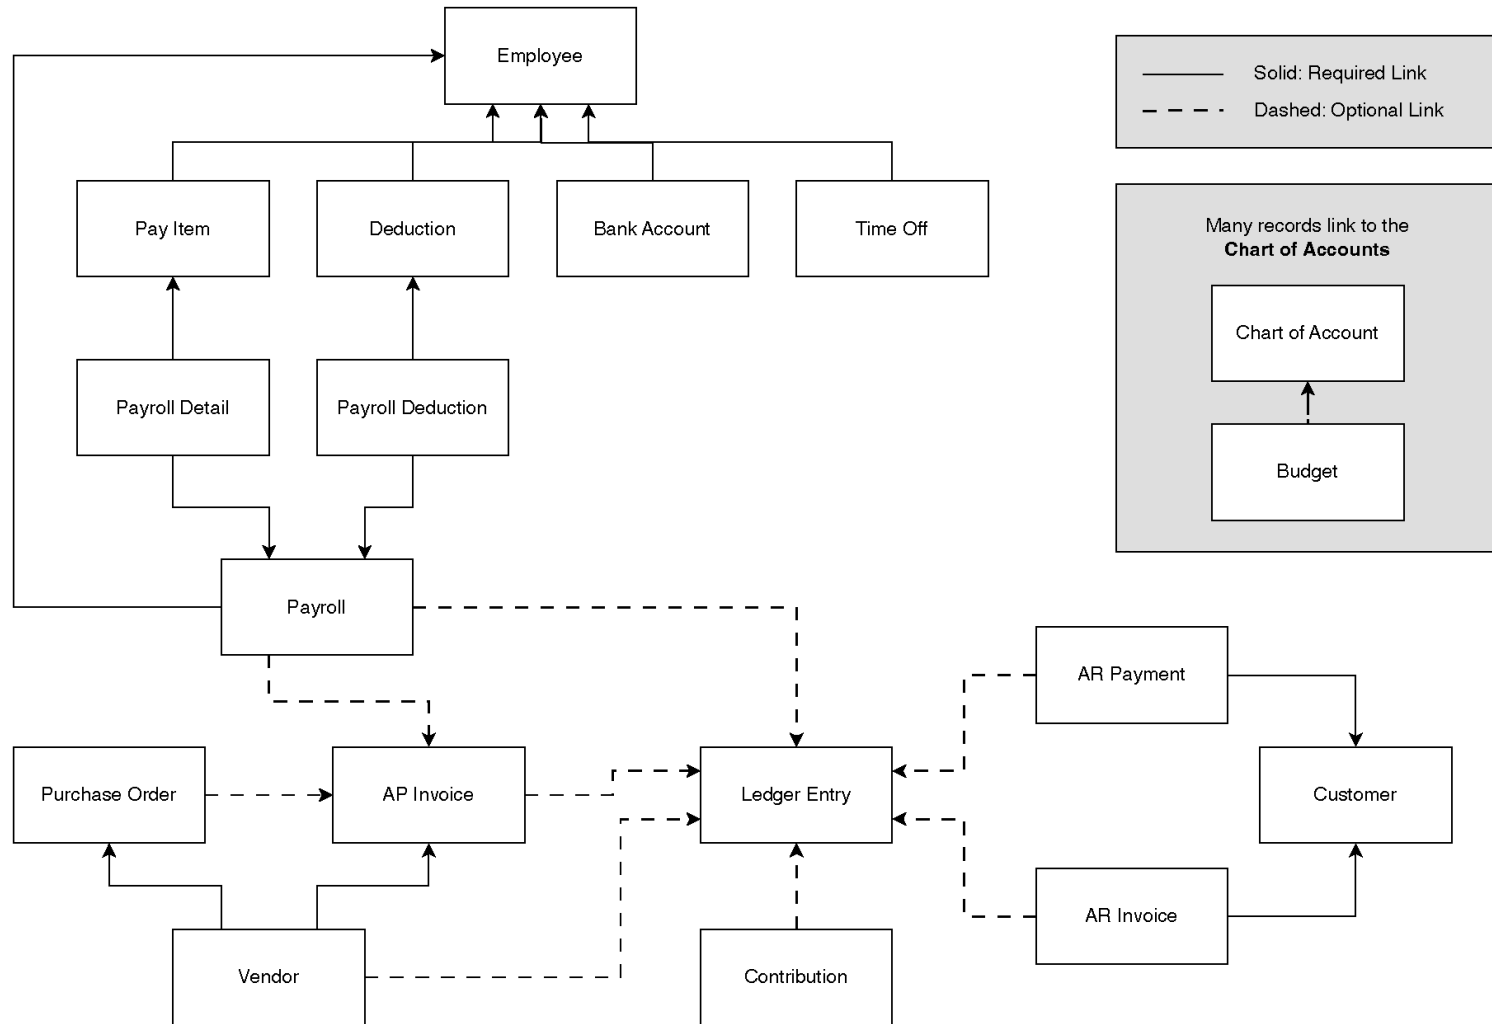 Employee
Solid: Required Link
Dashed: Optional Link
Pay Item
Deduction
Bank Account
Time Off
Many records link to the
Chart of Accounts
Chart of Account
Payroll Detail
Payroll Deduction
Budget
Payroll
AR Payment
Purchase Order
AP Invoice
Ledger Entry
Customer
AR Invoice
Vendor
Contribution